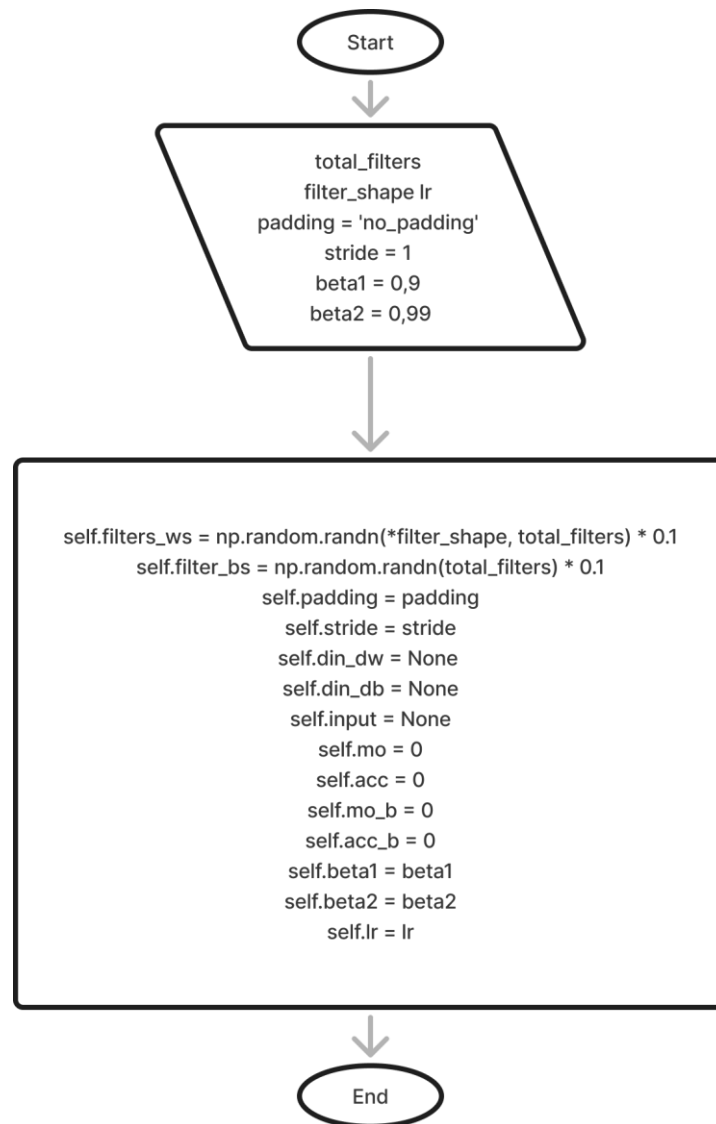 Start
total_filters
filter_shape lr
padding = 'no_padding'
stride = 1
beta1 = 0,9
beta2 = 0,99
self.filters_ws = np.random.randn(*filter_shape, total_filters) * 0.1
self.filter_bs = np.random.randn(total_filters) * 0.1
self.padding = padding
self.stride = stride
self.din_dw = None
self.din_db = None
self.input = None
self.mo = 0
self.acc = 0
self.mo_b = 0
self.acc_b = 0
self.beta1 = beta1
self.beta2 = beta2
self.lr = lr
End